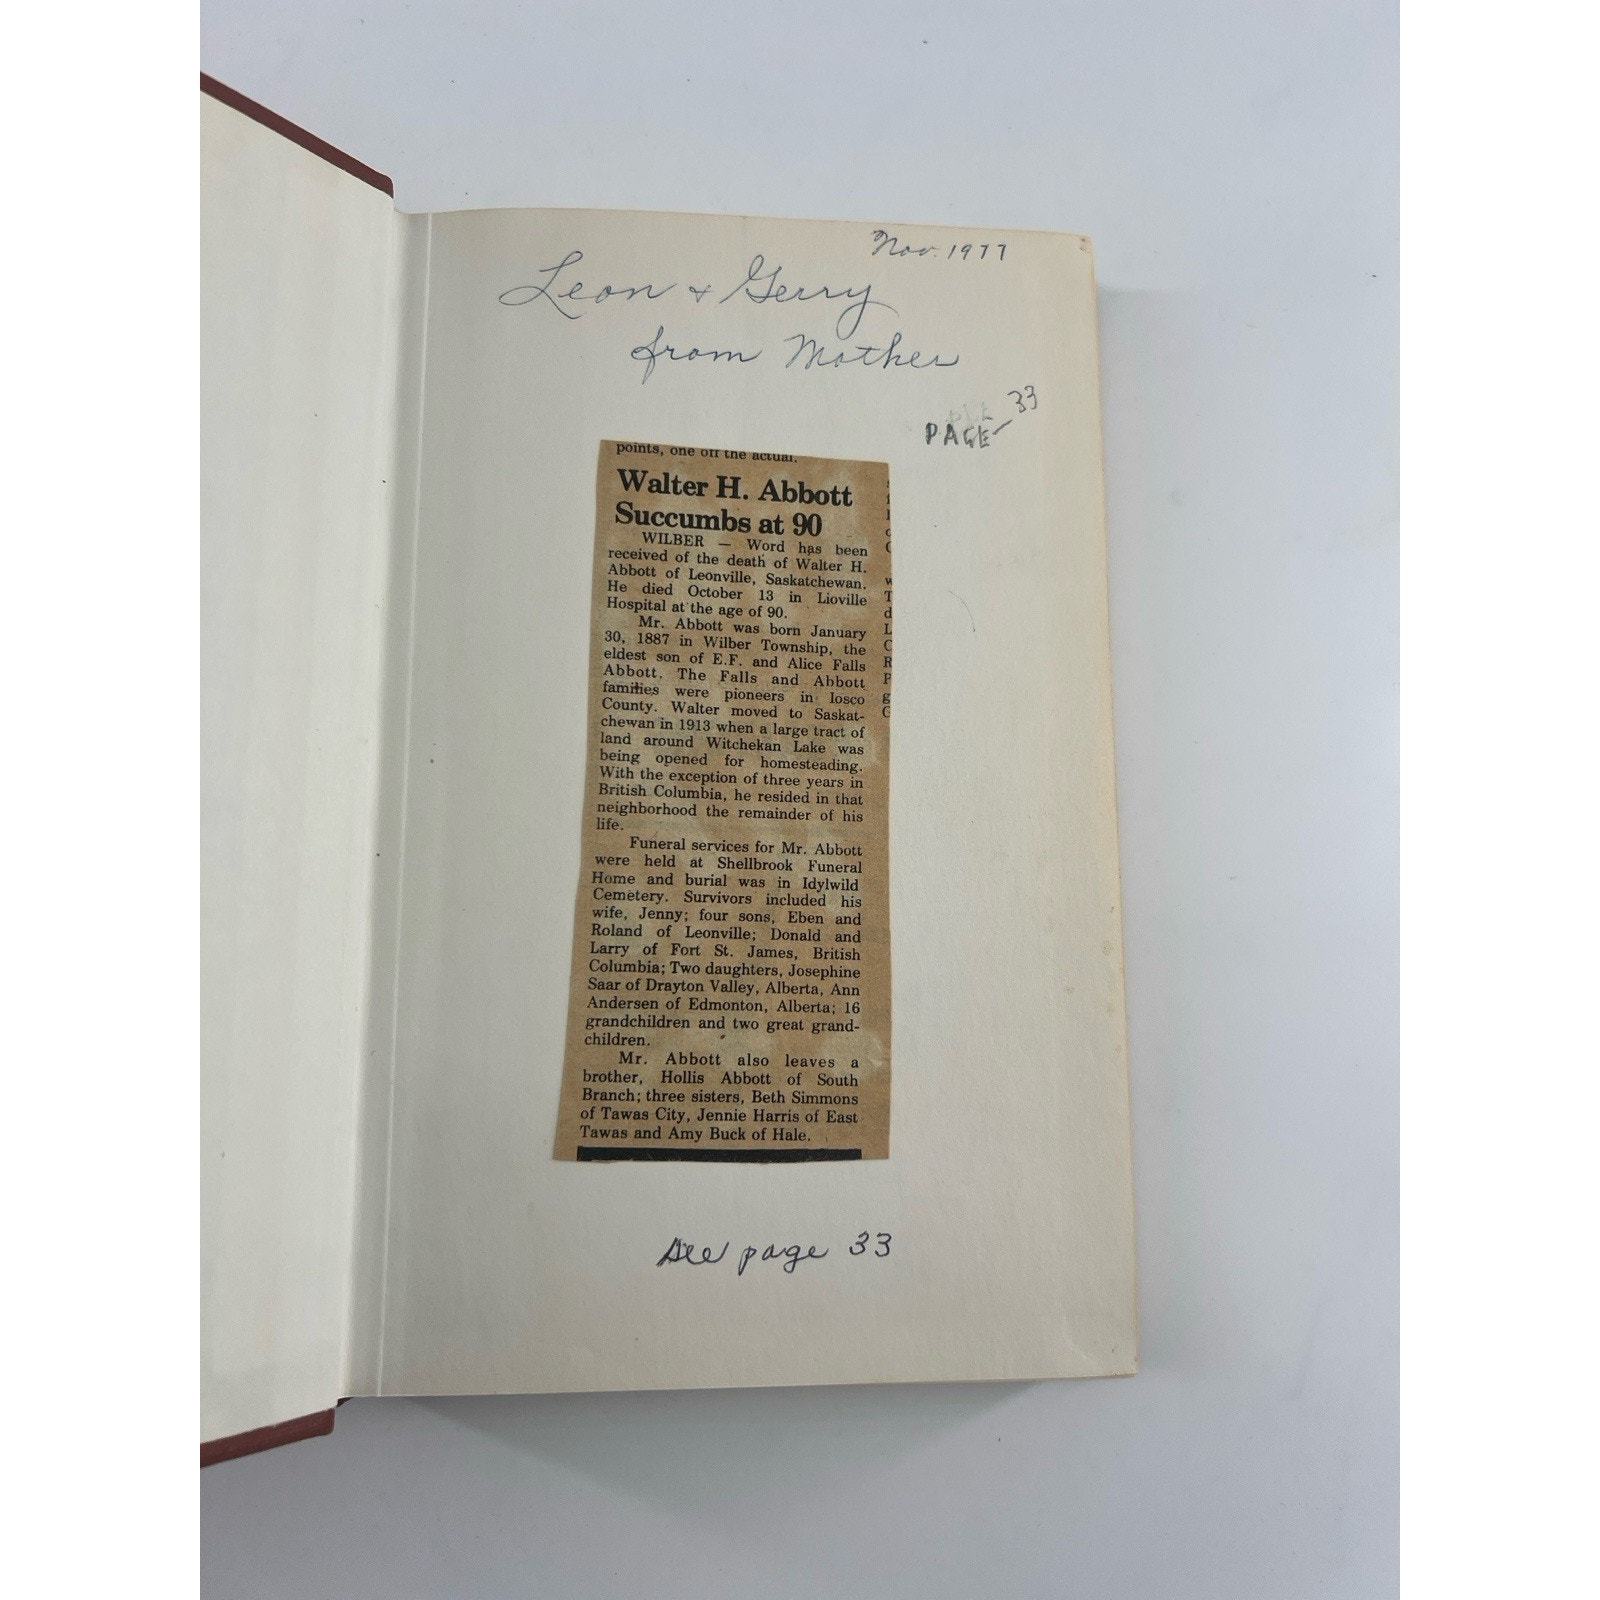 Nov. 1977
Leon & Gerry
from Mother
33
PAGE
points, one off the actual.
Walter H. Abbott
Succumbs at 90
WILBER — Word has been
received of the death of Walter H.
Abbott of Leonville, Saskatchewan.
He died October 13 in Lioville
Hospital at the age of 90.
Mr. Abbott was born January
30, 1887 in Wilber Township, the
eldest son of E.F. and Alice Falls
Abbott. The Falls and Abbott
families were pioneers in Iosco
County. Walter moved to Saskat-
chewan in 1913 when a large tract of
land around Witchekan Lake was
being opened for homesteading.
With the exception of three years in
British Columbia, he resided in that
neighborhood the remainder of his
life.
Funeral services for Mr. Abbott
were held at Shellbrook Funeral
Home and burial was in Idylwild
Cemetery. Survivors included his
wife, Jenny; four sons, Eben and
Roland of Leonville; Donald and
Larry of Fort St. James, British
Columbia; Two daughters, Josephine
Saar of Drayton Valley, Alberta, Ann
Andersen of Edmonton, Alberta; 16
grandchildren and two great grand-
children.
Mr. Abbott also leaves a
brother, Hollis Abbott of South
Branch; three sisters, Beth Simmons
of Tawas City, Jennie Harris of East
Tawas and Amy Buck of Hale.
see page 33